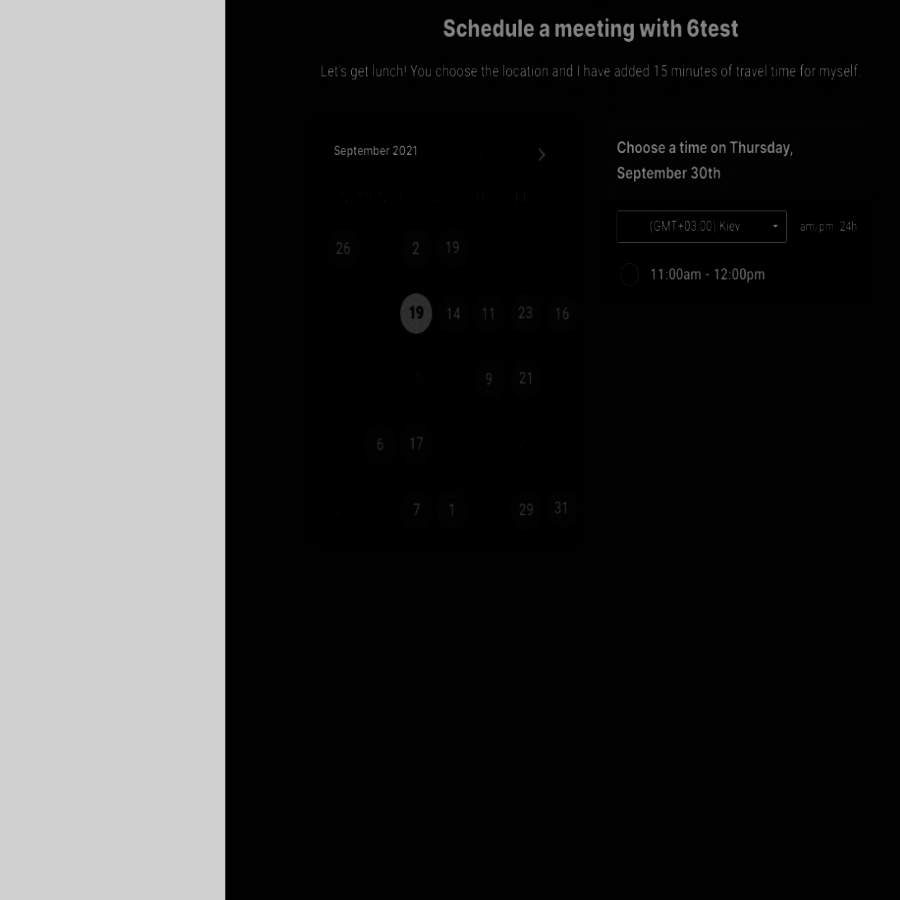 Schedule a meeting with 6test
Let's get lunch! You choose the location and I have added 15 minutes of travel time for myself.
September 2021
26 2 19
19 14 11 23 16
9 21
6 17
7 1 29 31
Choose a time on Thursday,
September 30th
(GMT+03:00) Kiev am/pm 24h
11:00am - 12:00pm